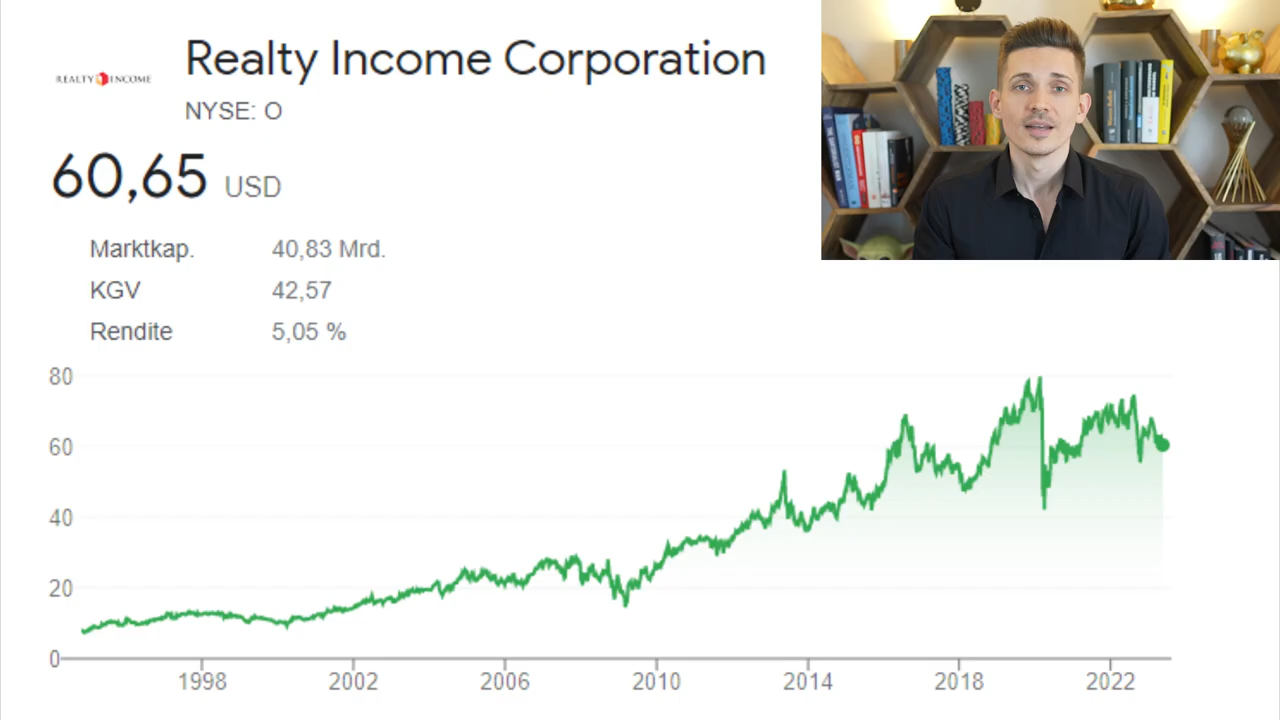 Realty Income Corporation
REALTY INCOME
NYSE: O
60,65 USD
Marktkap. 40,83 Mrd.
KGV 42,57
Rendite 5,05 %
80
60
40
20
0
1998 2002 2006 2010 2014 2018 2022